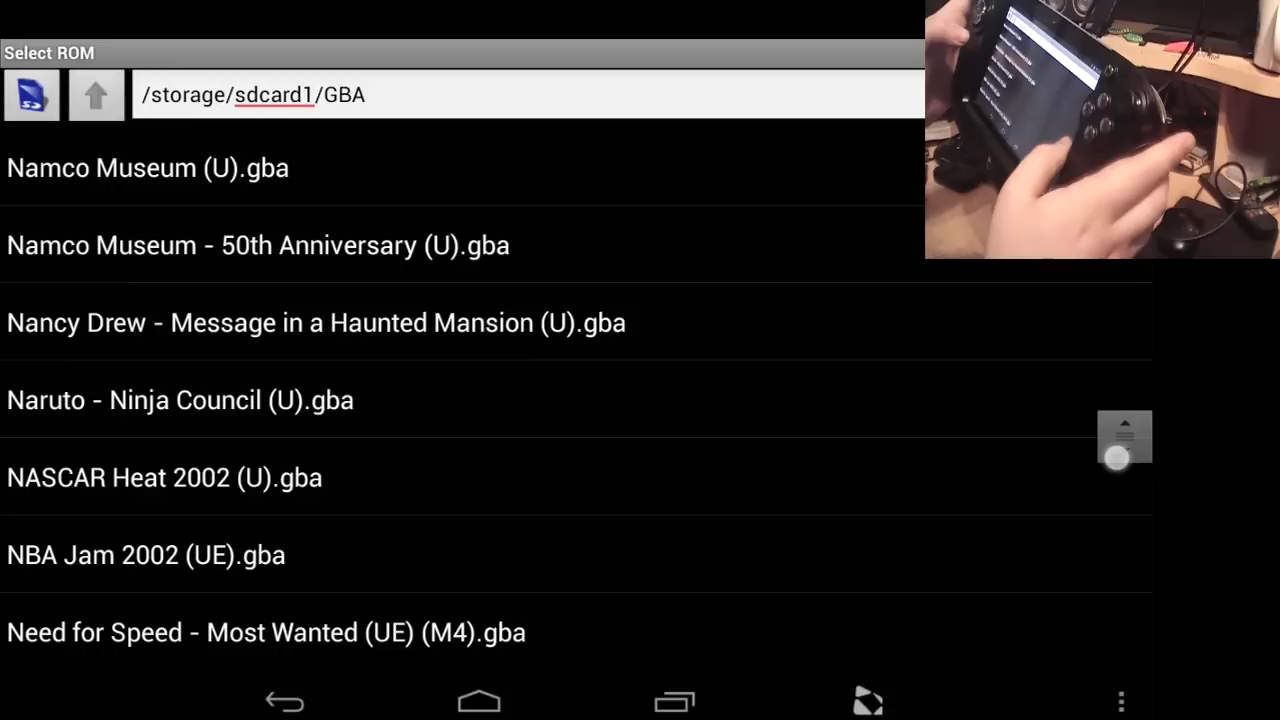 Select ROM
/storage/sdcard1/GBA
Namco Museum (U).gba
Namco Museum - 50th Anniversary (U).gba
Nancy Drew - Message in a Haunted Mansion (U).gba
Naruto - Ninja Council (U).gba
NASCAR Heat 2002 (U).gba
NBA Jam 2002 (UE).gba
Need for Speed - Most Wanted (UE) (M4).gba